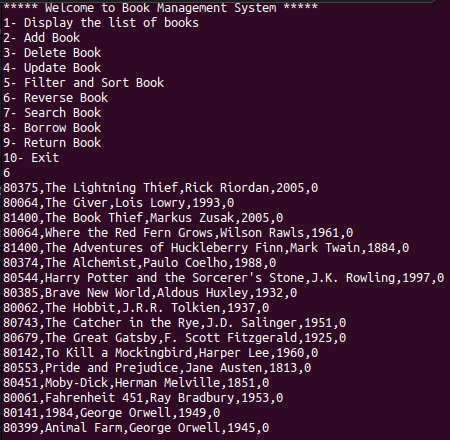 ***** Welcome to Book Management System *****
1- Display the list of books
2- Add Book
3- Delete Book
4- Update Book
5- Filter and Sort Book
6- Reverse Book
7- Search Book
8- Borrow Book
9- Return Book
10- Exit
6
80375,The Lightning Thief,Rick Riordan,2005,0
80064,The Giver,Lois Lowry,1993,0
81400,The Book Thief,Markus Zusak,2005,0
80064,Where the Red Fern Grows,Wilson Rawls,1961,0
81400,The Adventures of Huckleberry Finn,Mark Twain,1884,0
80374,The Alchemist,Paulo Coelho,1988,0
80544,Harry Potter and the Sorcerer's Stone,J.K. Rowling,1997,0
80385,Brave New World,Aldous Huxley,1932,0
80062,The Hobbit,J.R.R. Tolkien,1937,0
80743,The Catcher in the Rye,J.D. Salinger,1951,0
80679,The Great Gatsby,F. Scott Fitzgerald,1925,0
80142,To Kill a Mockingbird,Harper Lee,1960,0
80553,Pride and Prejudice,Jane Austen,1813,0
80451,Moby-Dick,Herman Melville,1851,0
80061,Fahrenheit 451,Ray Bradbury,1953,0
80141,1984,George Orwell,1949,0
80399,Animal Farm,George Orwell,1945,0